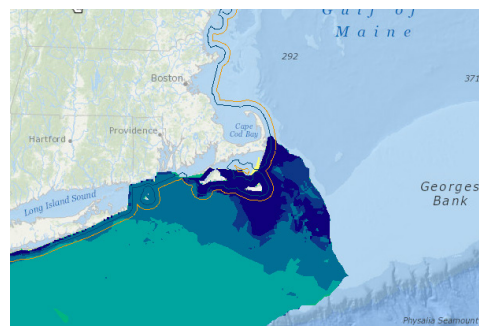 Gulf of
Maine
292
371
Boston
Cape
Cod Bay
Providence
Hartford
Long Island Sound
Georges
Bank
Physalia Seamount